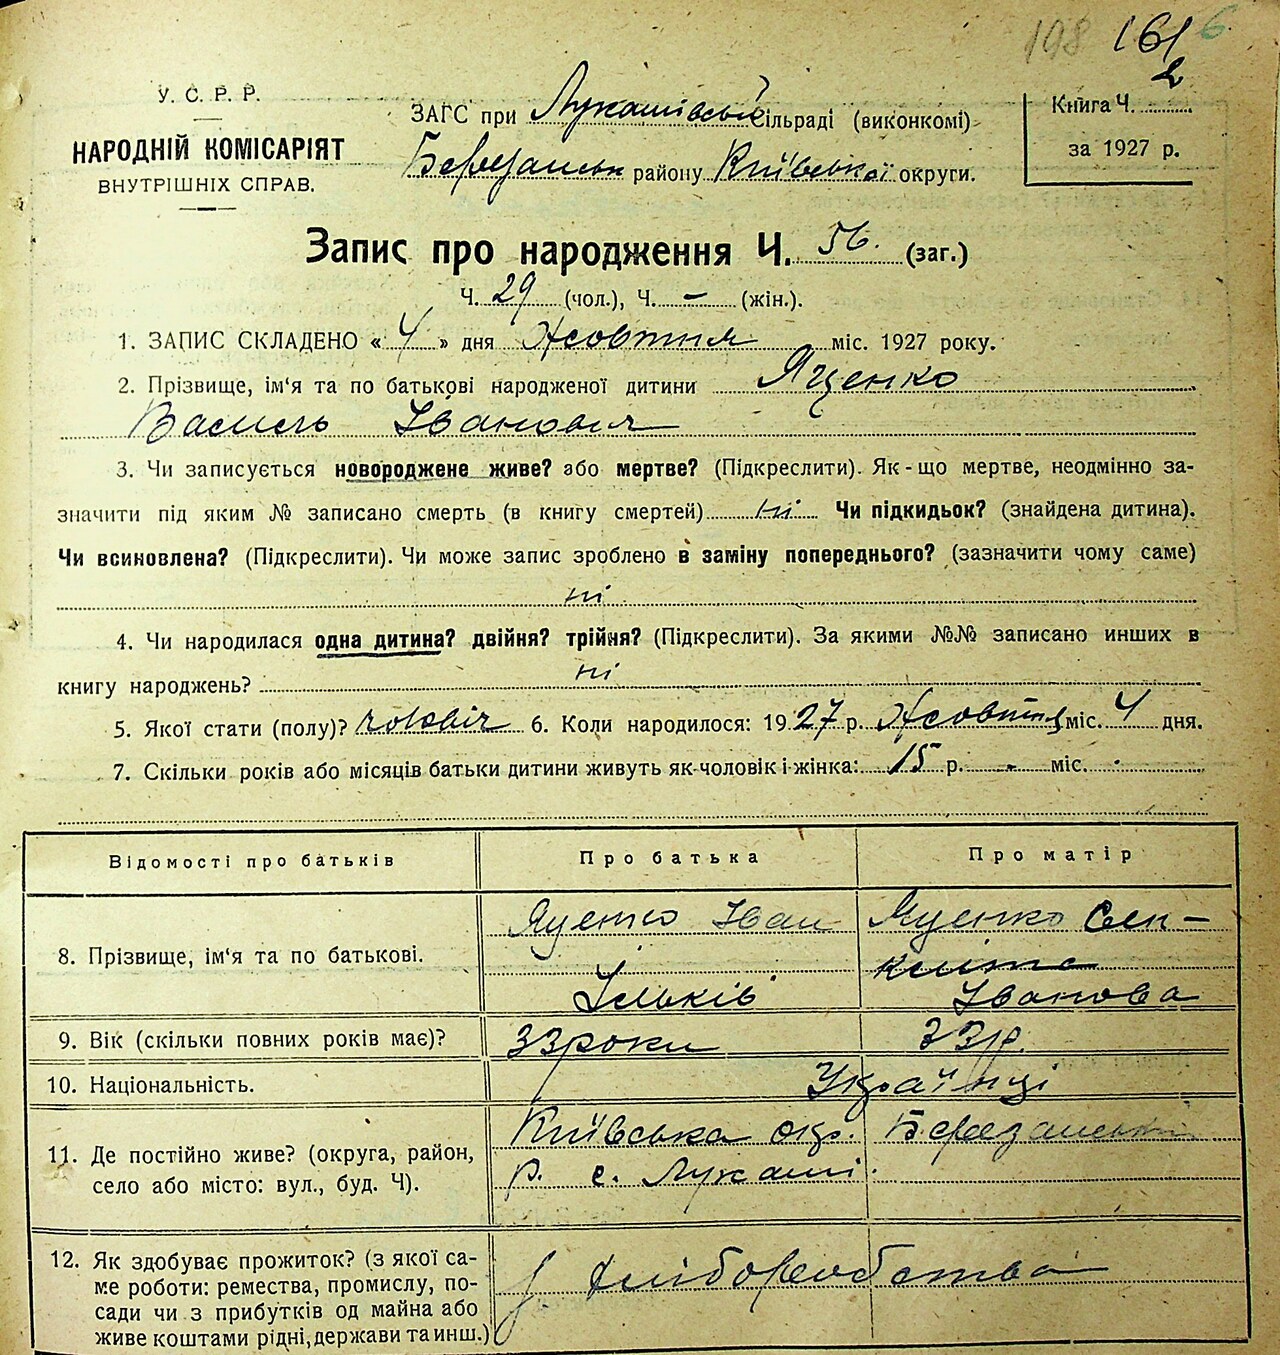 198 161 6
2
У. С. Р. Р.
НАРОДНІЙ КОМІСАРІЯТ
ВНУТРІШНІХ СПРАВ.
ЗАГС при Лукашівській сільраді (виконкомі)
Березанськ району Київської округи.
Книга Ч.
за 1927 р.
Запис про народження Ч. 56. (заг.)
Ч. 29 (чол.), Ч. – (жін.).
1. ЗАПИС СКЛАДЕНО « 4 » дня Жовтня міс. 1927 року.
2. Прізвище, ім‘я та по батькові народженої дитини Яценко
Василь Іванович
3. Чи записується новороджене живе? або мертве? (Підкреслити). Як-що мертве, неодмінно за-
значити під яким № записано смерть (в книгу смертей) ні Чи підкидьок? (знайдена дитина).
Чи всиновлена? (Підкреслити). Чи може запис зроблено в заміну попереднього? (зазначити чому саме)
ні
4. Чи народилася одна дитина? двійня? трійня? (Підкреслити). За якими №№ записано инших в
книгу народжень? ні
5. Якої стати (полу)? 6. Коли народилося: 1927 р. Жовтня міс. 4 дня.
7. Скільки років або місяців батьки дитини живуть як чоловік і жінка: 15 р. - міс. -
Відомості про батьків Про батька Про матір
8. Прізвище, ім‘я та по батькові. Яценко Іван Яценко Сек-
клита
Ільків Іванова
9. Вік (скільки повних років має)? 33 роки 33 р.
10. Національність. Українці
11. Де постійно живе? (округа, район,
село або місто: вул., буд. Ч).
Київська окр. Березанський
р. с. Лукаші.
12. Як здобуває прожиток? (з якої са-
ме роботи: ремества, промислу, по-
сади чи з прибутків од майна або
живе коштами рідні, держави та инш.)
з хліборобства